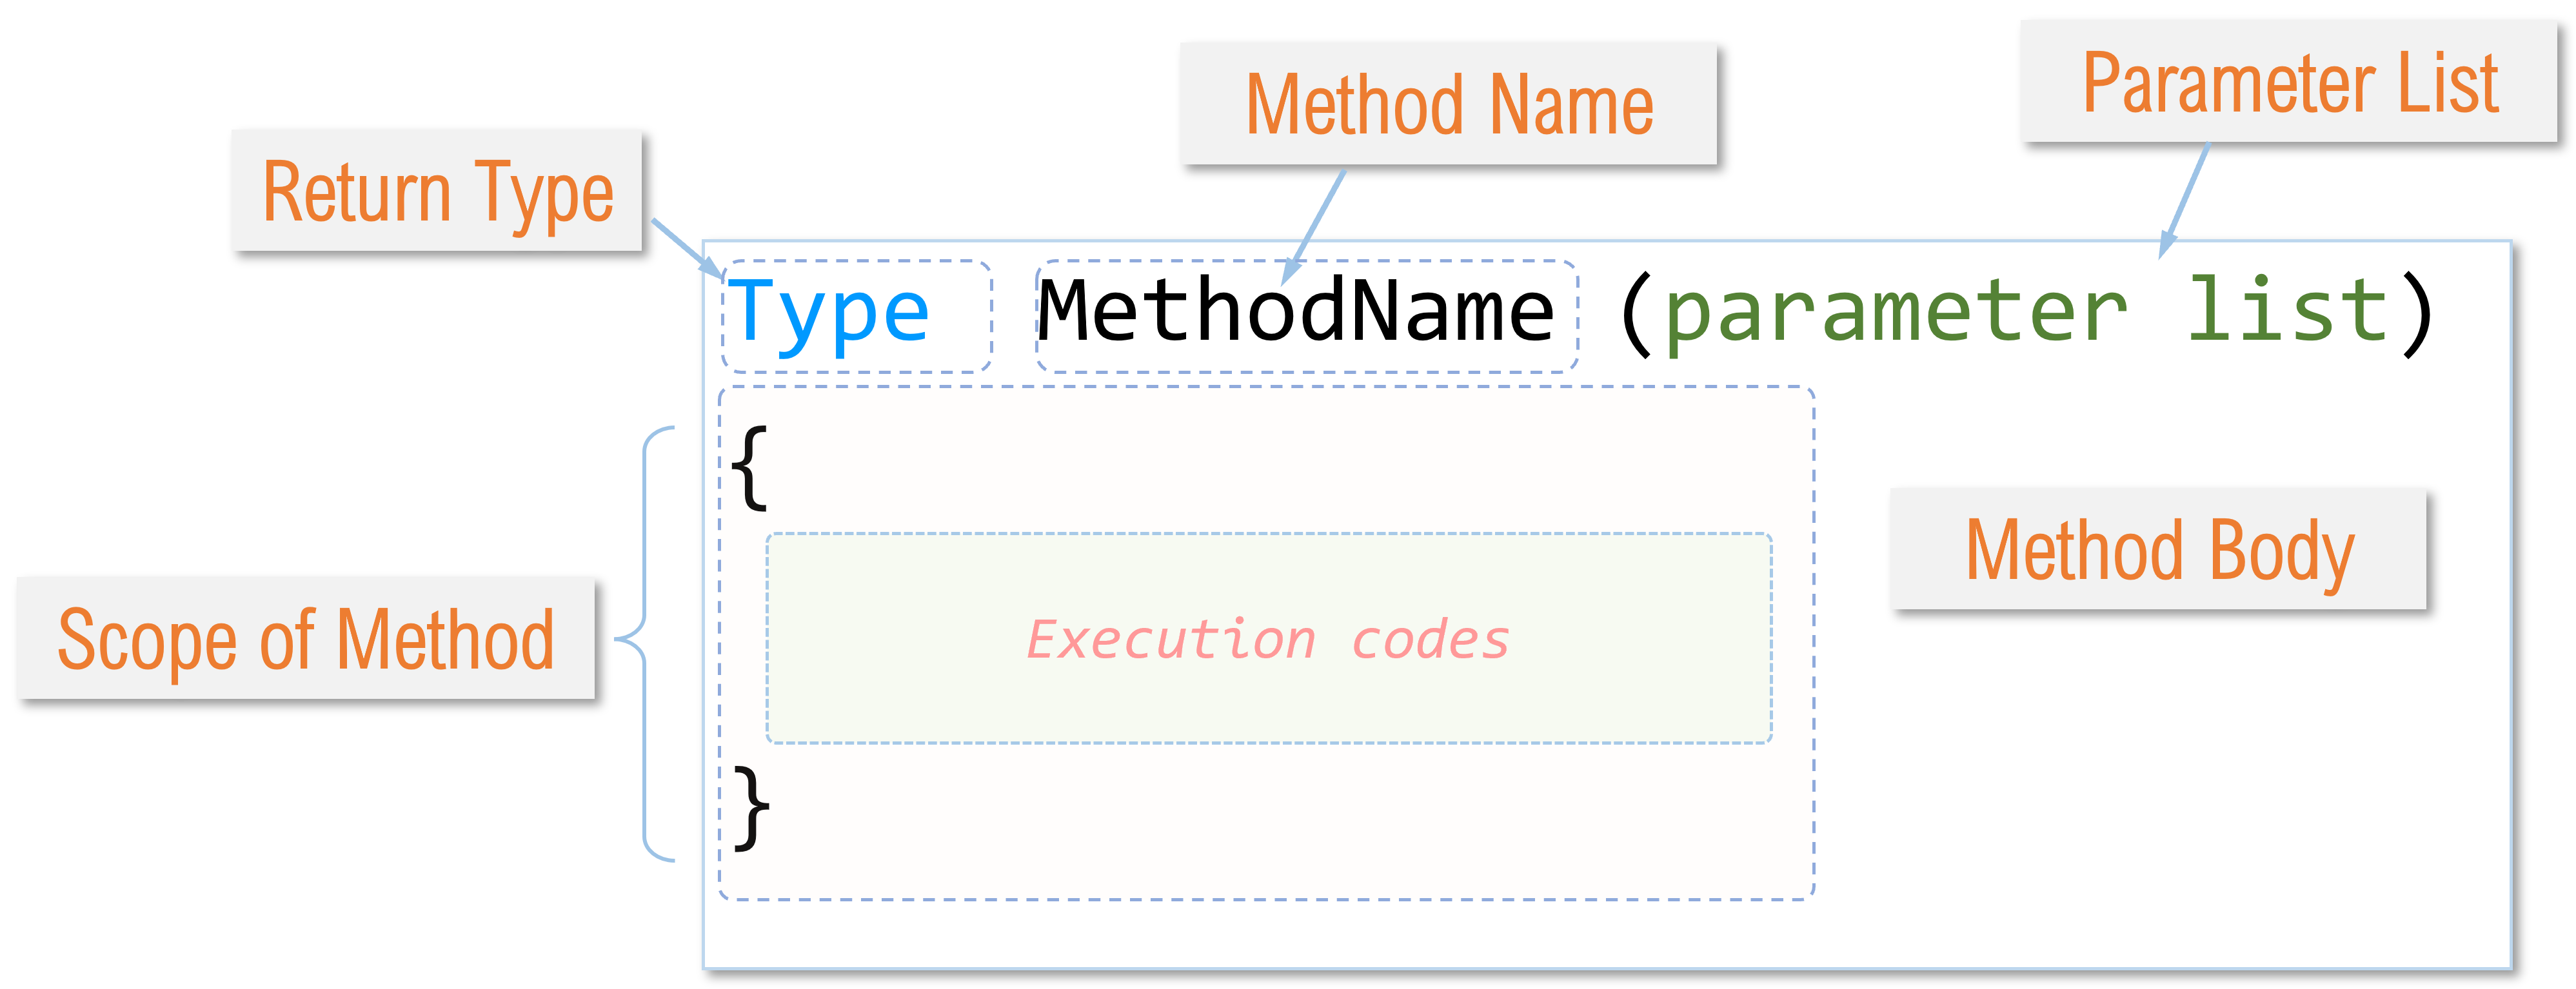 Parameter List
Method Name
Return Type
Type MethodName (parameter list)
{
Method Body
Scope of Method
Execution codes
}